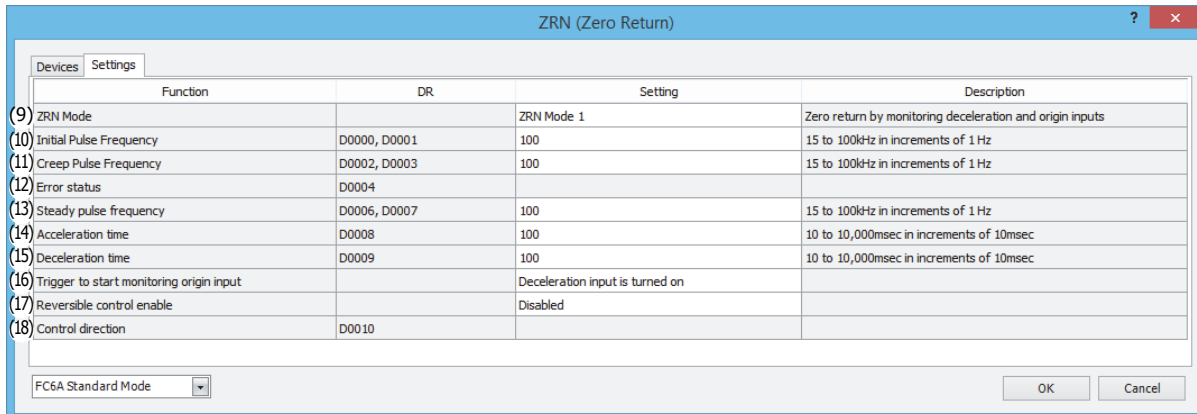 ZRN (Zero Return) ? ×
Devices Settings
Function DR Setting Description
(9) ZRN Mode ZRN Mode 1 Zero return by monitoring deceleration and origin inputs
(10) Initial Pulse Frequency D0000, D0001 100 15 to 100kHz in increments of 1 Hz
(11) Creep Pulse Frequency D0002, D0003 100 15 to 100kHz in increments of 1 Hz
(12) Error status D0004
(13) Steady pulse frequency D0006, D0007 100 15 to 100kHz in increments of 1 Hz
(14) Acceleration time D0008 100 10 to 10,000msec in increments of 10msec
(15) Deceleration time D0009 100 10 to 10,000msec in increments of 10msec
(16) Trigger to start monitoring origin input Deceleration input is turned on
(17) Reversible control enable Disabled
(18) Control direction D0010
FC6A Standard Mode OK Cancel